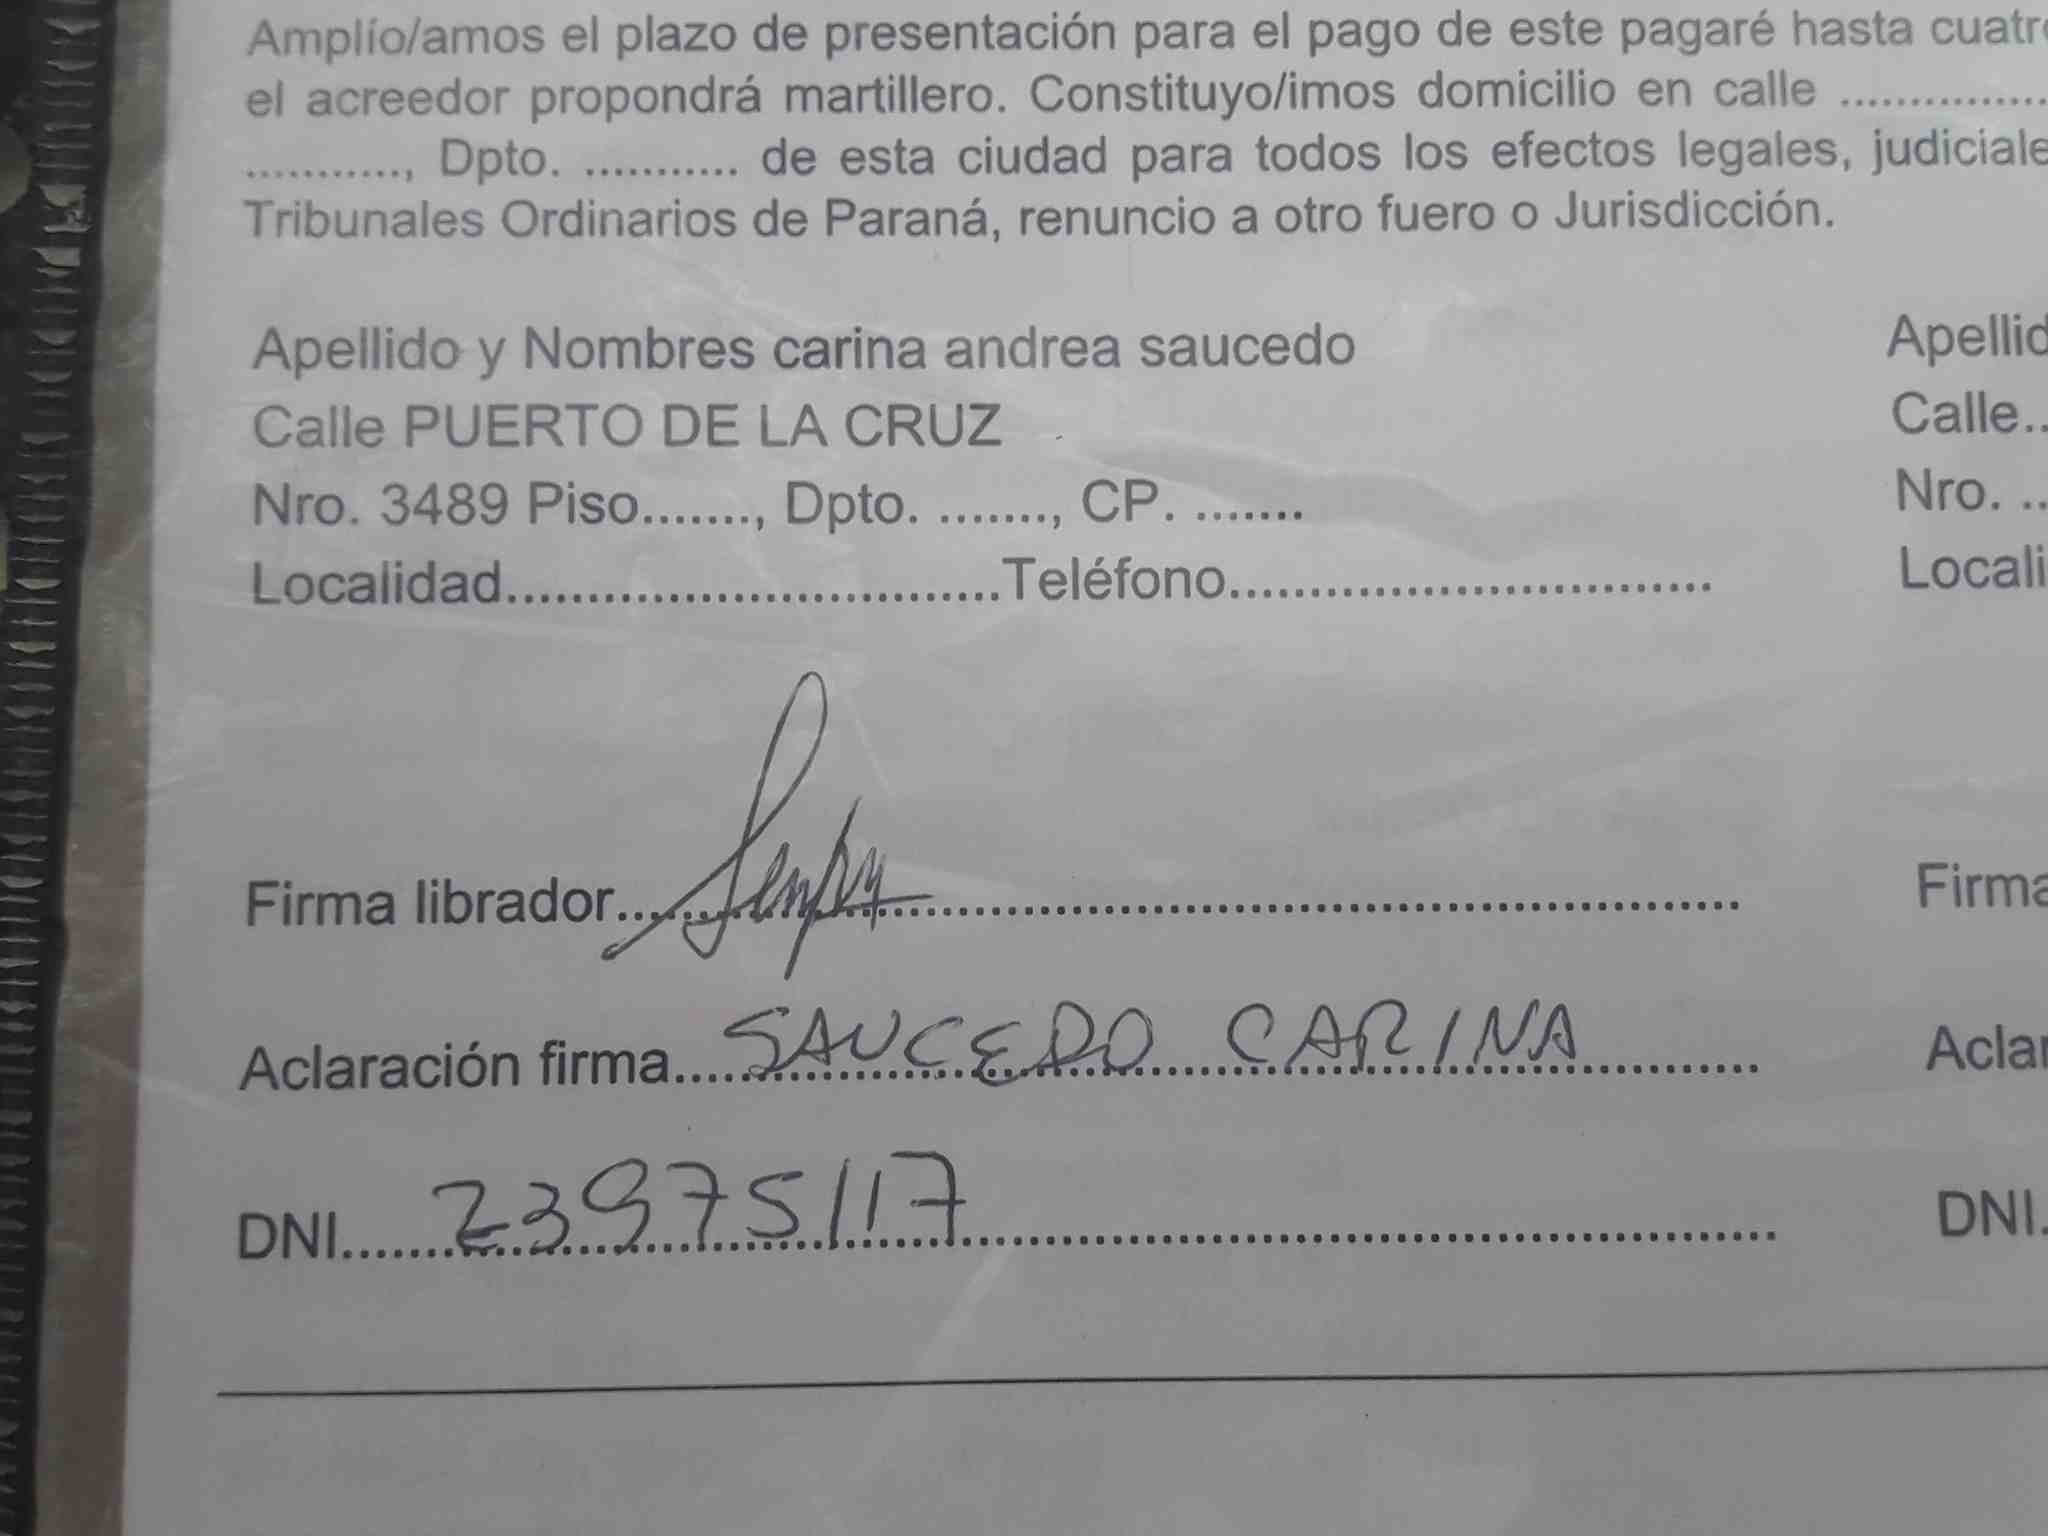 Amplío/amos el plazo de presentación para el pago de este pagaré hasta
el acreedor propondrá martillero. Constituyo/imos domicilio en calle ................
............, Dpto. ........... de esta ciudad para todos los efectos legales,
Tribunales Ordinarios de Paraná, renuncio a otro fuero o Jurisdicción.
Apellido y Nombres carina andrea saucedo
Calle PUERTO DE LA CRUZ
Calle..
Nro. 3489 Piso......., Dpto. ......., CP. .......
Nro. ..
Localidad...............................Teléfono..............................
Firma librador..................................................
Aclaración firma.... SAUCEDO CARINA ..........
DNI...... 23975117 ..................................................
DNI.